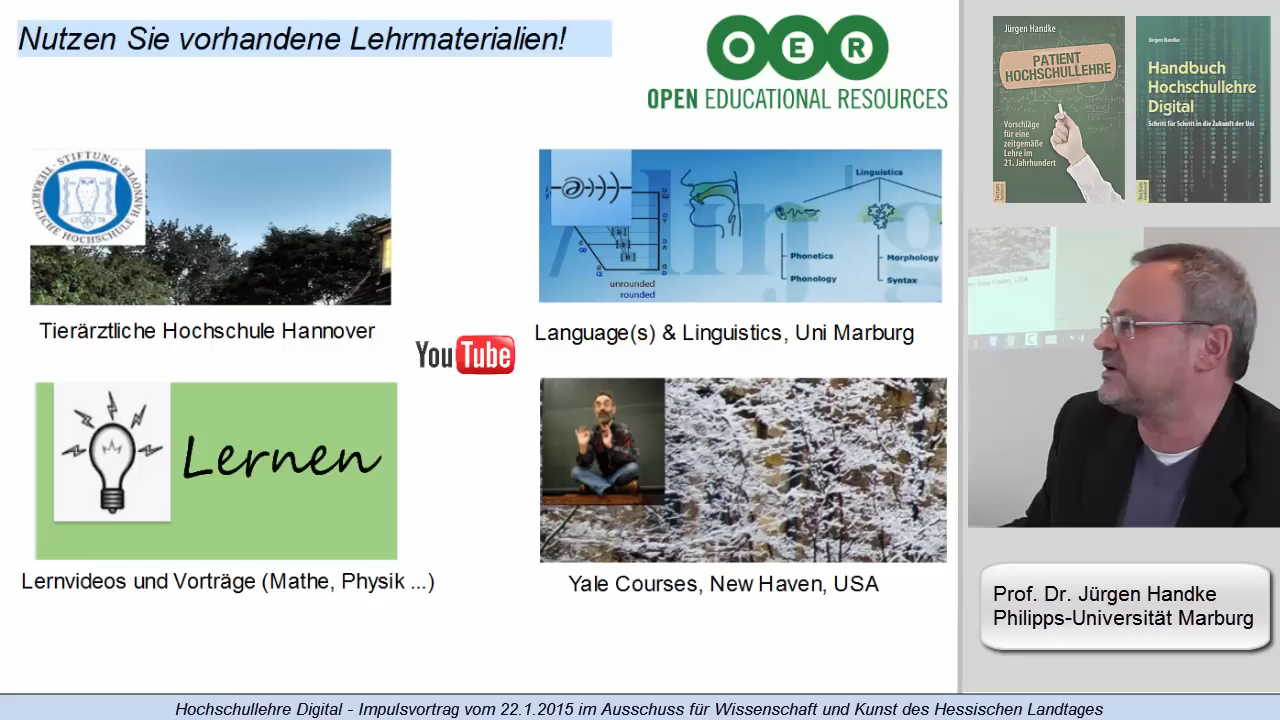 Nutzen Sie vorhandene Lehrmaterialien!
OER
OPEN EDUCATIONAL RESOURCES
STIFTUNG · TIERÄRZTLICHE HOCHSCHULE HANNOVER
Tierärztliche Hochschule Hannover
Linguistics
Phonetics
Phonology
Morphology
Syntax
unrounded
rounded
Language(s) & Linguistics, Uni Marburg
YouTube
Lernen
Lernvideos und Vorträge (Mathe, Physik ...)
Yale Courses, New Haven, USA
Jürgen Handke
PATIENT
HOCHSCHULLEHRE
Vorschläge
für eine
zeitgemäße
Lehre im
21. Jahrhundert
Jürgen Handke
Handbuch
Hochschullehre
Digital
Schritt für Schritt in die Zukunft der Uni
Prof. Dr. Jürgen Handke
Philipps-Universität Marburg
Hochschullehre Digital - Impulsvortrag vom 22.1.2015 im Ausschuss für Wissenschaft und Kunst des Hessischen Landtages